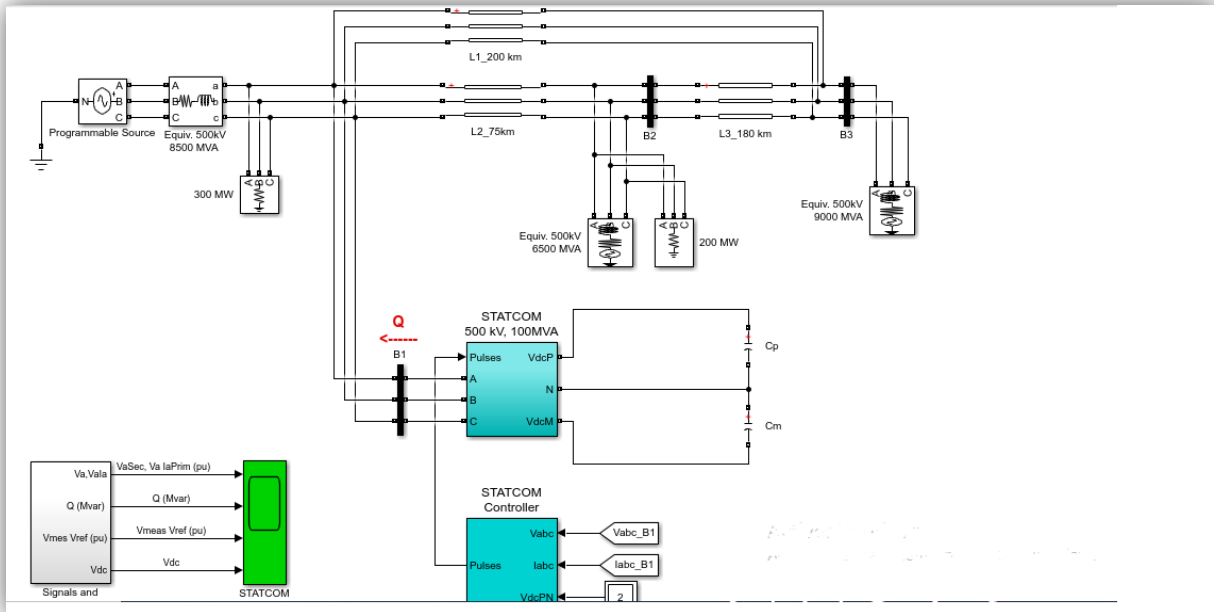 L1_200 km
A
B
C
N
A
B
C
a
b
c
Programmable Source
Equiv. 500kV
8500 MVA
L2_75km
B2
L3_180 km
B3
A
B
C
300 MW
A
B
C
Equiv. 500kV
6500 MVA
A
B
C
200 MW
A
B
C
Equiv. 500kV
9000 MVA
Q
B1
STATCOM
500 kV, 100MVA
Pulses
A
B
C
VdcP
N
VdcM
Cp
Cm
Va,VaIa
Q (Mvar)
Vmes Vref (pu)
Vdc
Signals and
VaSec, Va IaPrim (pu)
Q (Mvar)
Vmeas Vref (pu)
Vdc
STATCOM
STATCOM
Controller
Pulses
Vabc
Iabc
VdcPN
Vabc_B1
Iabc_B1
2